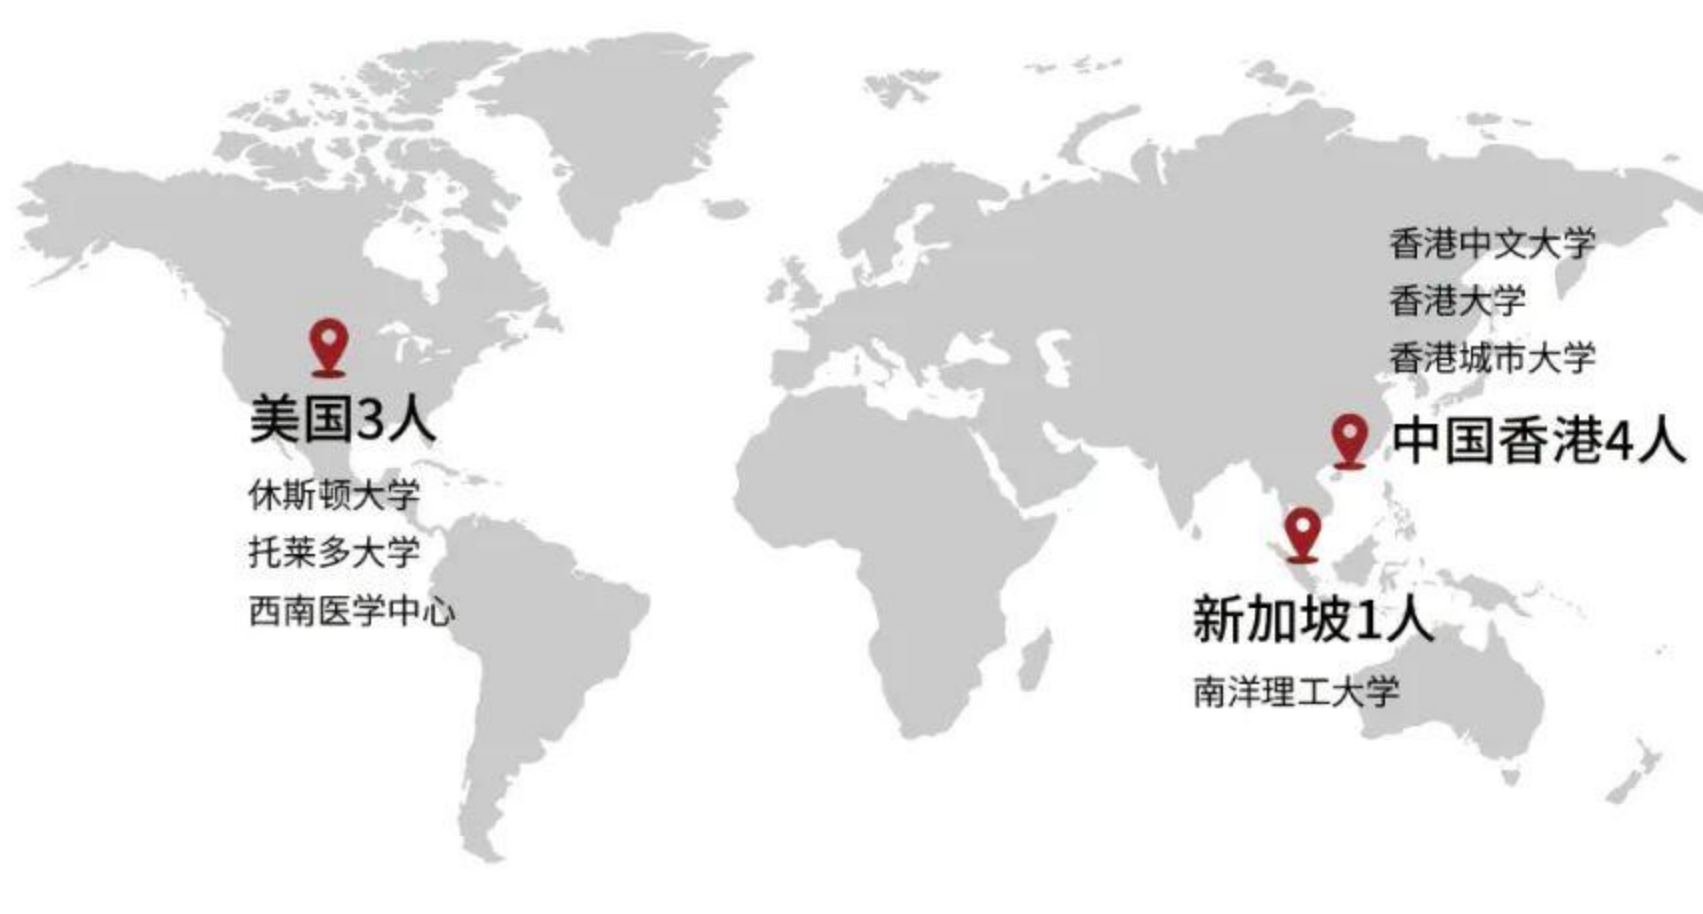 美国3人
休斯顿大学
托莱多大学
西南医学中心
香港中文大学
香港大学
香港城市大学
中国香港4人
新加坡1人
南洋理工大学